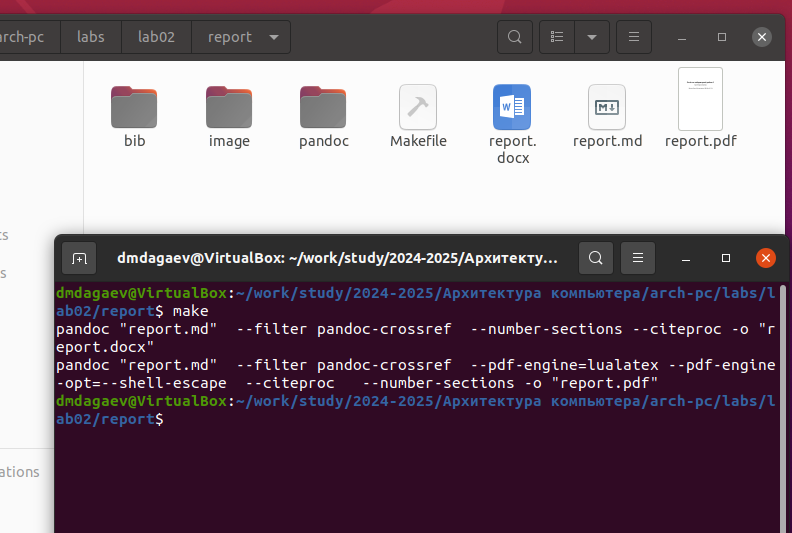 arch-pc labs lab02 report
bib
image
pandoc
Makefile
report.
docx
report.md
report.pdf
ts
s
ations
dmdagaev@VirtualBox: ~/work/study/2024-2025/Архитекту...
dmdagaev@VirtualBox:~/work/study/2024-2025/Архитектура компьютера/arch-pc/labs/l
ab02/report$ make
pandoc "report.md"  --filter pandoc-crossref  --number-sections --citeproc -o "r
eport.docx"
pandoc "report.md"  --filter pandoc-crossref  --pdf-engine=lualatex --pdf-engine
-opt=--shell-escape  --citeproc   --number-sections -o "report.pdf"
dmdagaev@VirtualBox:~/work/study/2024-2025/Архитектура компьютера/arch-pc/labs/l
ab02/report$